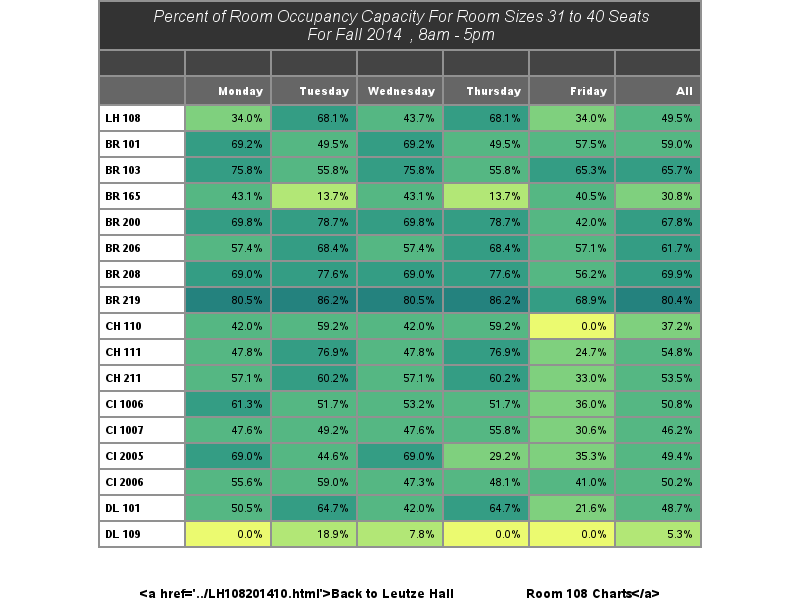 Percent of Room Occupancy Capacity For Room Sizes 31 to 40 Seats
For Fall 2014 , 8am - 5pm
Monday Tuesday Wednesday Thursday Friday All
LH 108 34.0% 68.1% 43.7% 68.1% 34.0% 49.5%
BR 101 69.2% 49.5% 69.2% 49.5% 57.5% 59.0%
BR 103 75.8% 55.8% 75.8% 55.8% 65.3% 65.7%
BR 165 43.1% 13.7% 43.1% 13.7% 40.5% 30.8%
BR 200 69.8% 78.7% 69.8% 78.7% 42.0% 67.8%
BR 206 57.4% 68.4% 57.4% 68.4% 57.1% 61.7%
BR 208 69.0% 77.6% 69.0% 77.6% 56.2% 69.9%
BR 219 80.5% 86.2% 80.5% 86.2% 68.9% 80.4%
CH 110 42.0% 59.2% 42.0% 59.2% 0.0% 37.2%
CH 111 47.8% 76.9% 47.8% 76.9% 24.7% 54.8%
CH 211 57.1% 60.2% 57.1% 60.2% 33.0% 53.5%
CI 1006 61.3% 51.7% 53.2% 51.7% 36.0% 50.8%
CI 1007 47.6% 49.2% 47.6% 55.8% 30.6% 46.2%
CI 2005 69.0% 44.6% 69.0% 29.2% 35.3% 49.4%
CI 2006 55.6% 59.0% 47.3% 48.1% 41.0% 50.2%
DL 101 50.5% 64.7% 42.0% 64.7% 21.6% 48.7%
DL 109 0.0% 18.9% 7.8% 0.0% 0.0% 5.3%
<a href='../LH108201410.html'>Back to Leutze Hall Room 108 Charts</a>